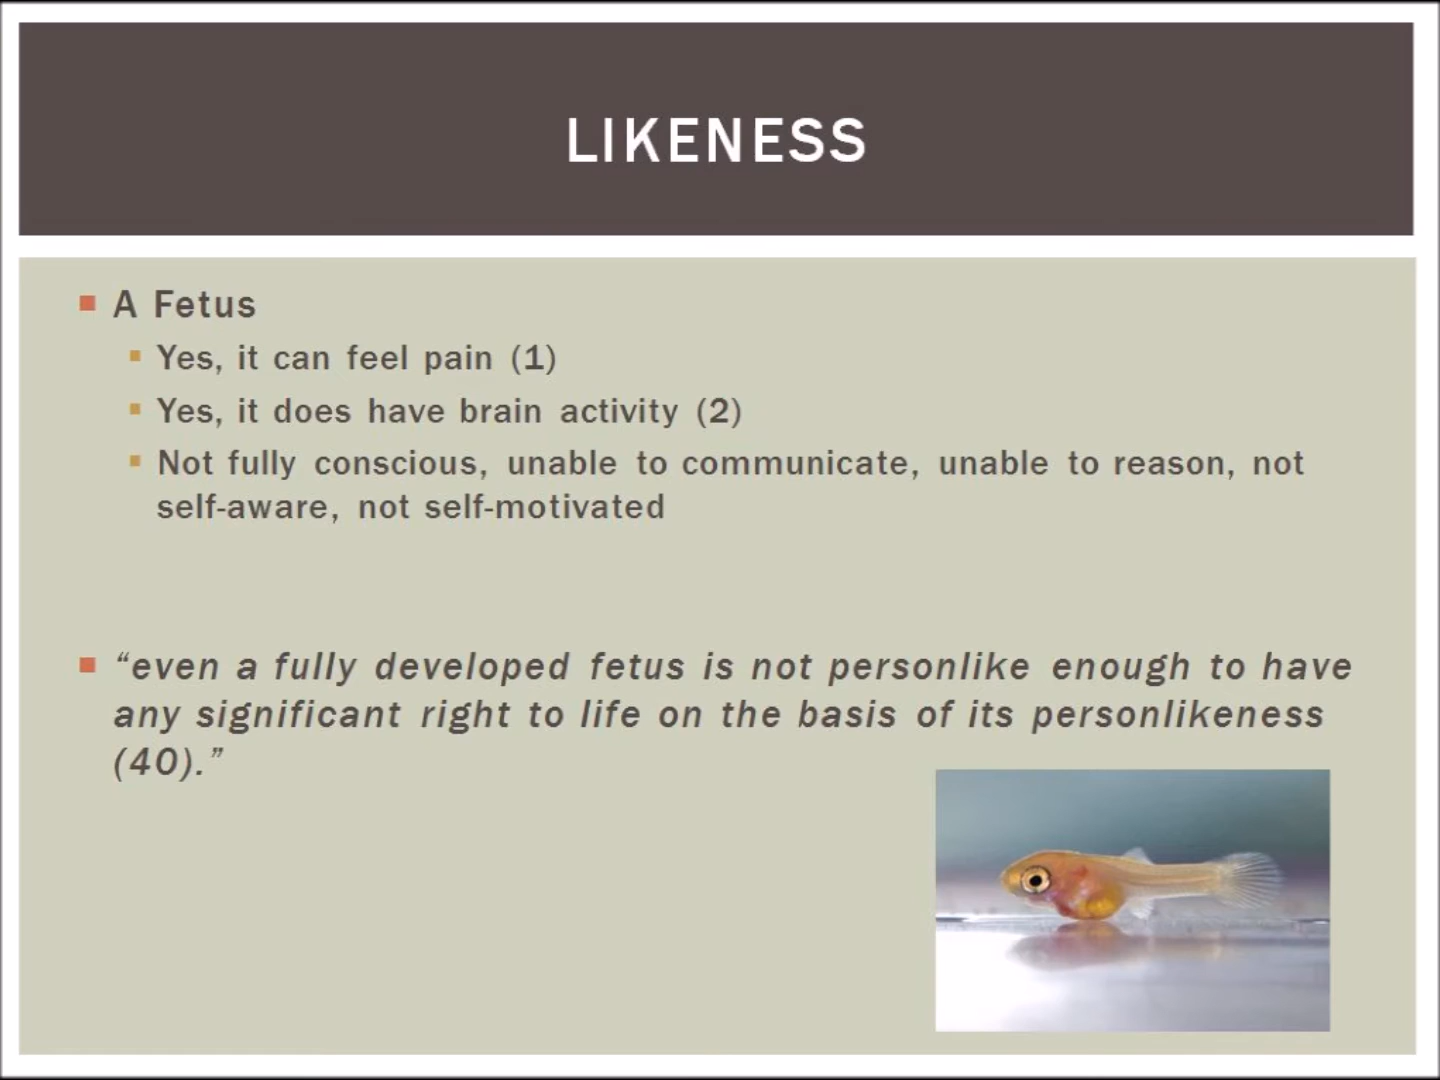 LIKENESS
A Fetus
Yes, it can feel pain (1)
Yes, it does have brain activity (2)
Not fully conscious, unable to communicate, unable to reason, not
self-aware, not self-motivated
“even a fully developed fetus is not personlike enough to have
any significant right to life on the basis of its personlikeness
(40).”